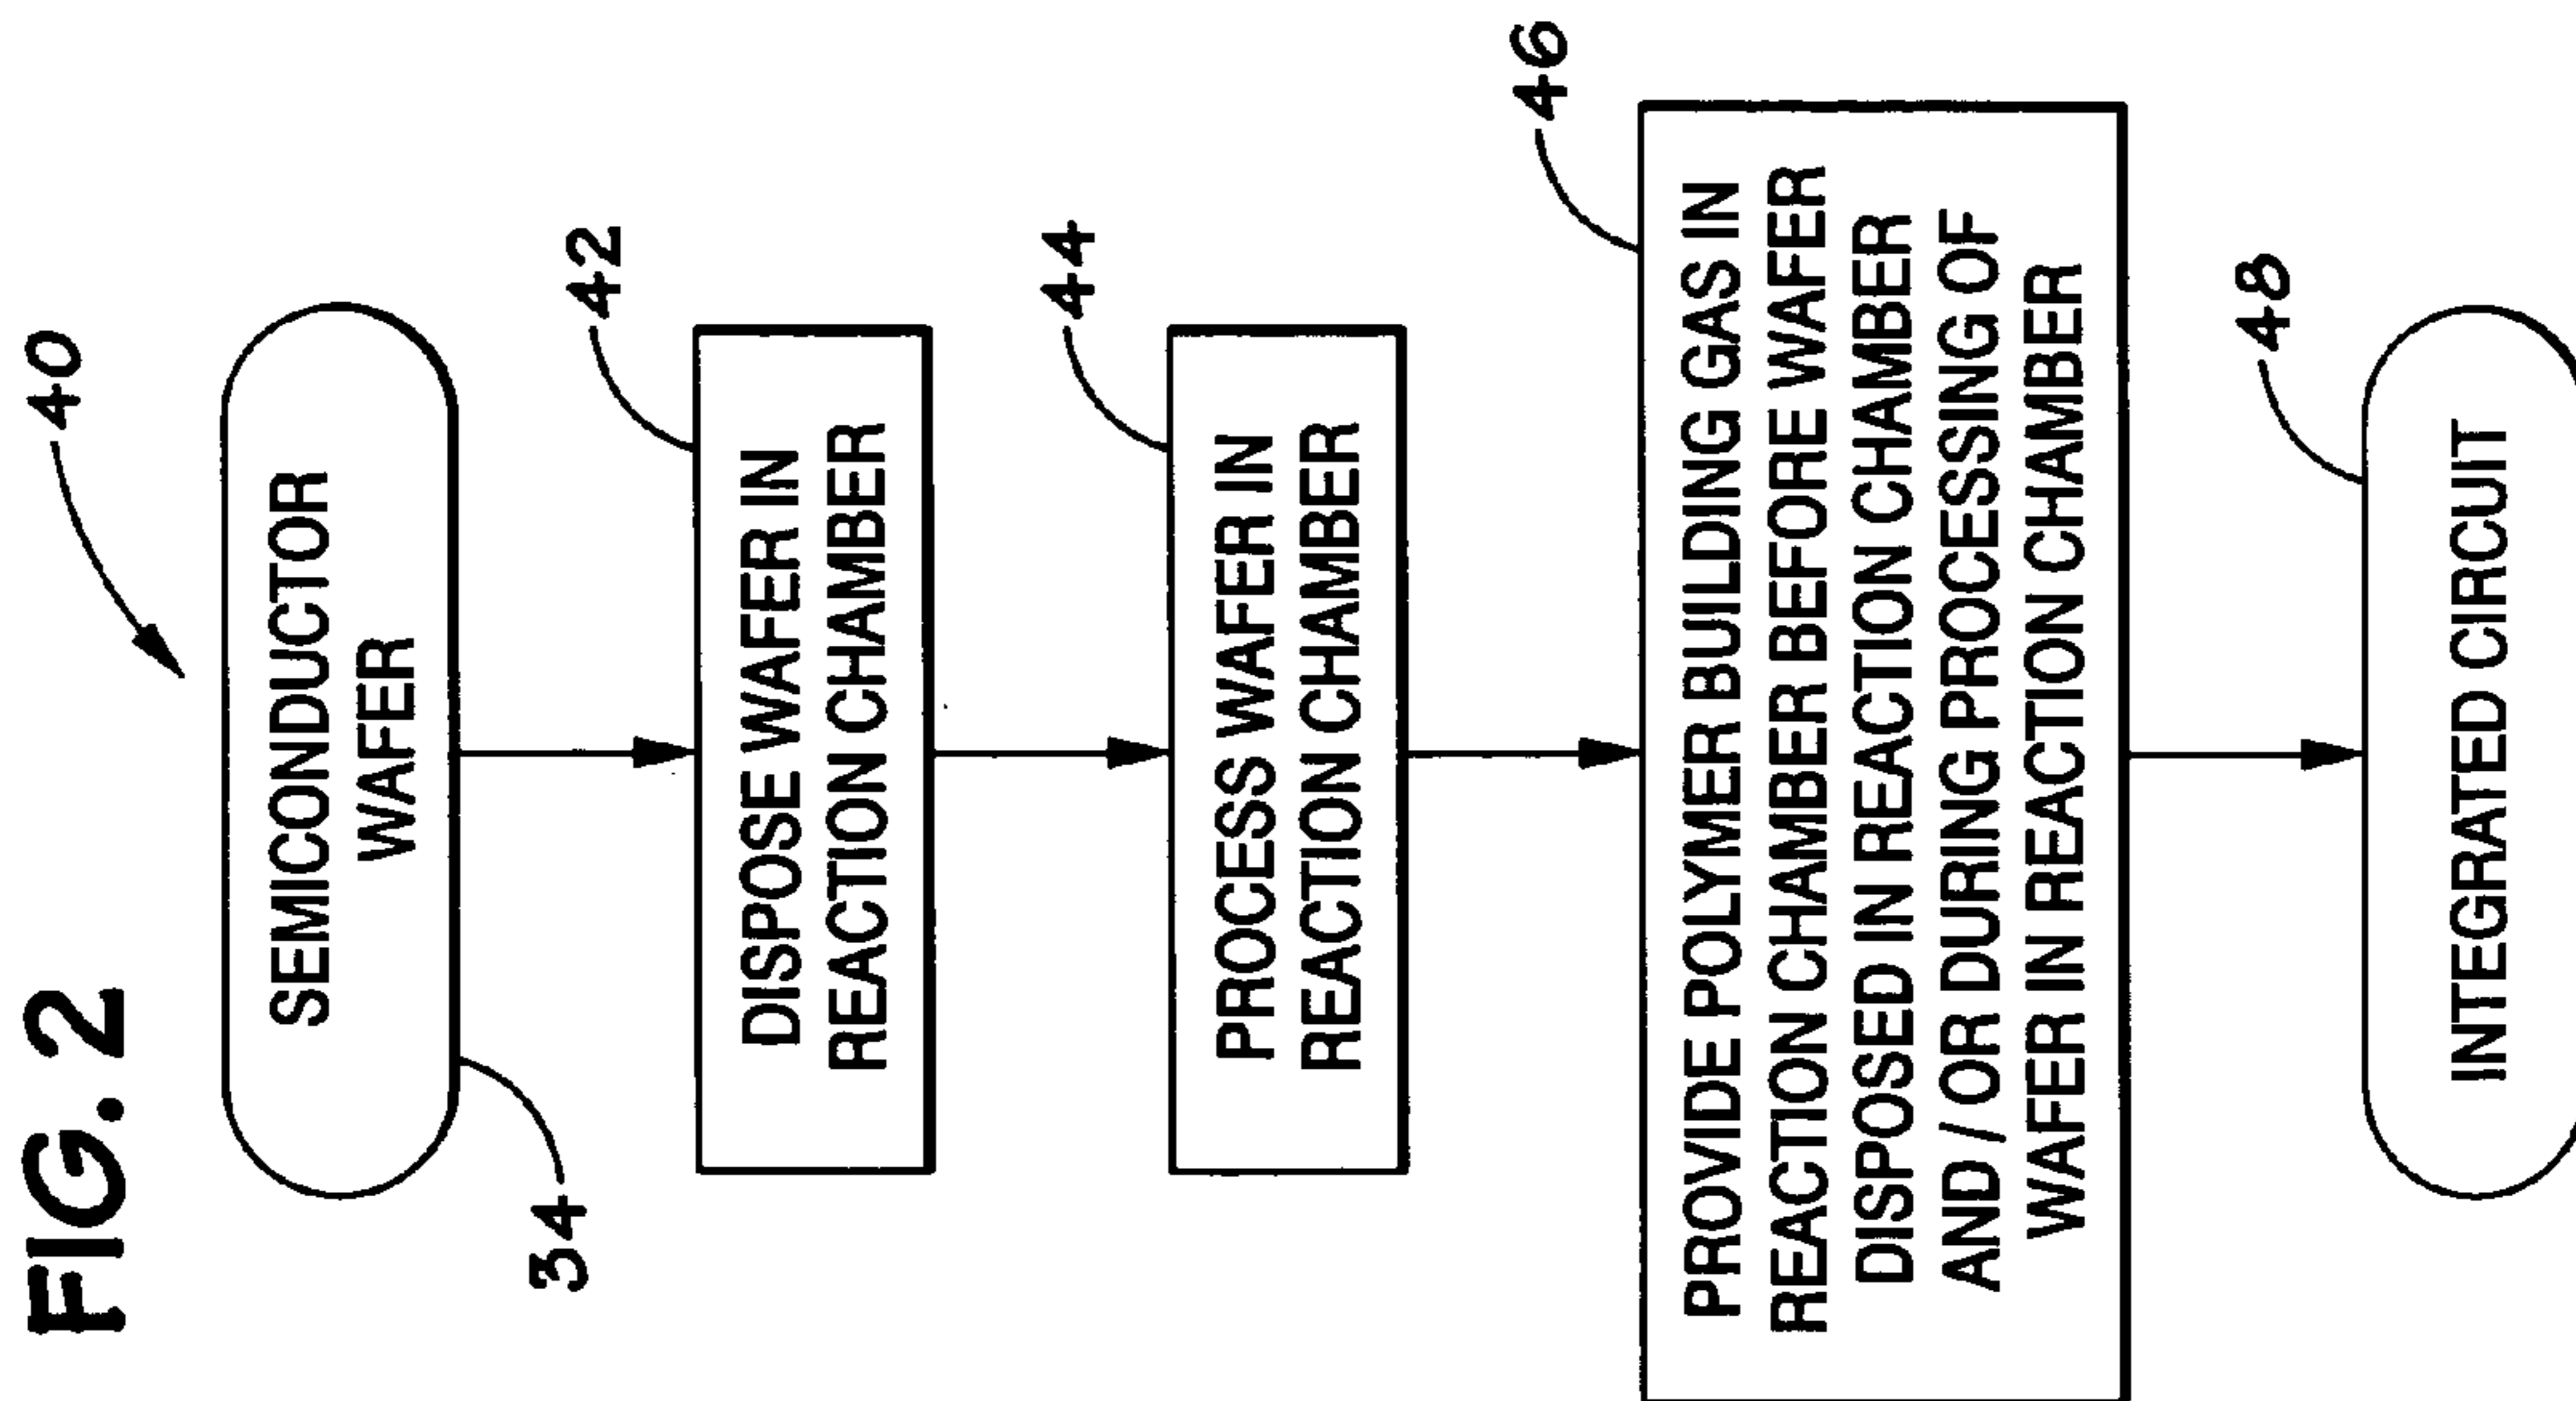 FIG. 2
40
SEMICONDUCTOR
WAFER
34
42
DISPOSE WAFER IN
REACTION CHAMBER
44
PROCESS WAFER IN
REACTION CHAMBER
46
PROVIDE POLYMER BUILDING GAS IN
REACTION CHAMBER BEFORE WAFER
DISPOSED IN REACTION CHAMBER
AND / OR DURING PROCESSING OF
WAFER IN REACTION CHAMBER
48
INTEGRATED CIRCUIT